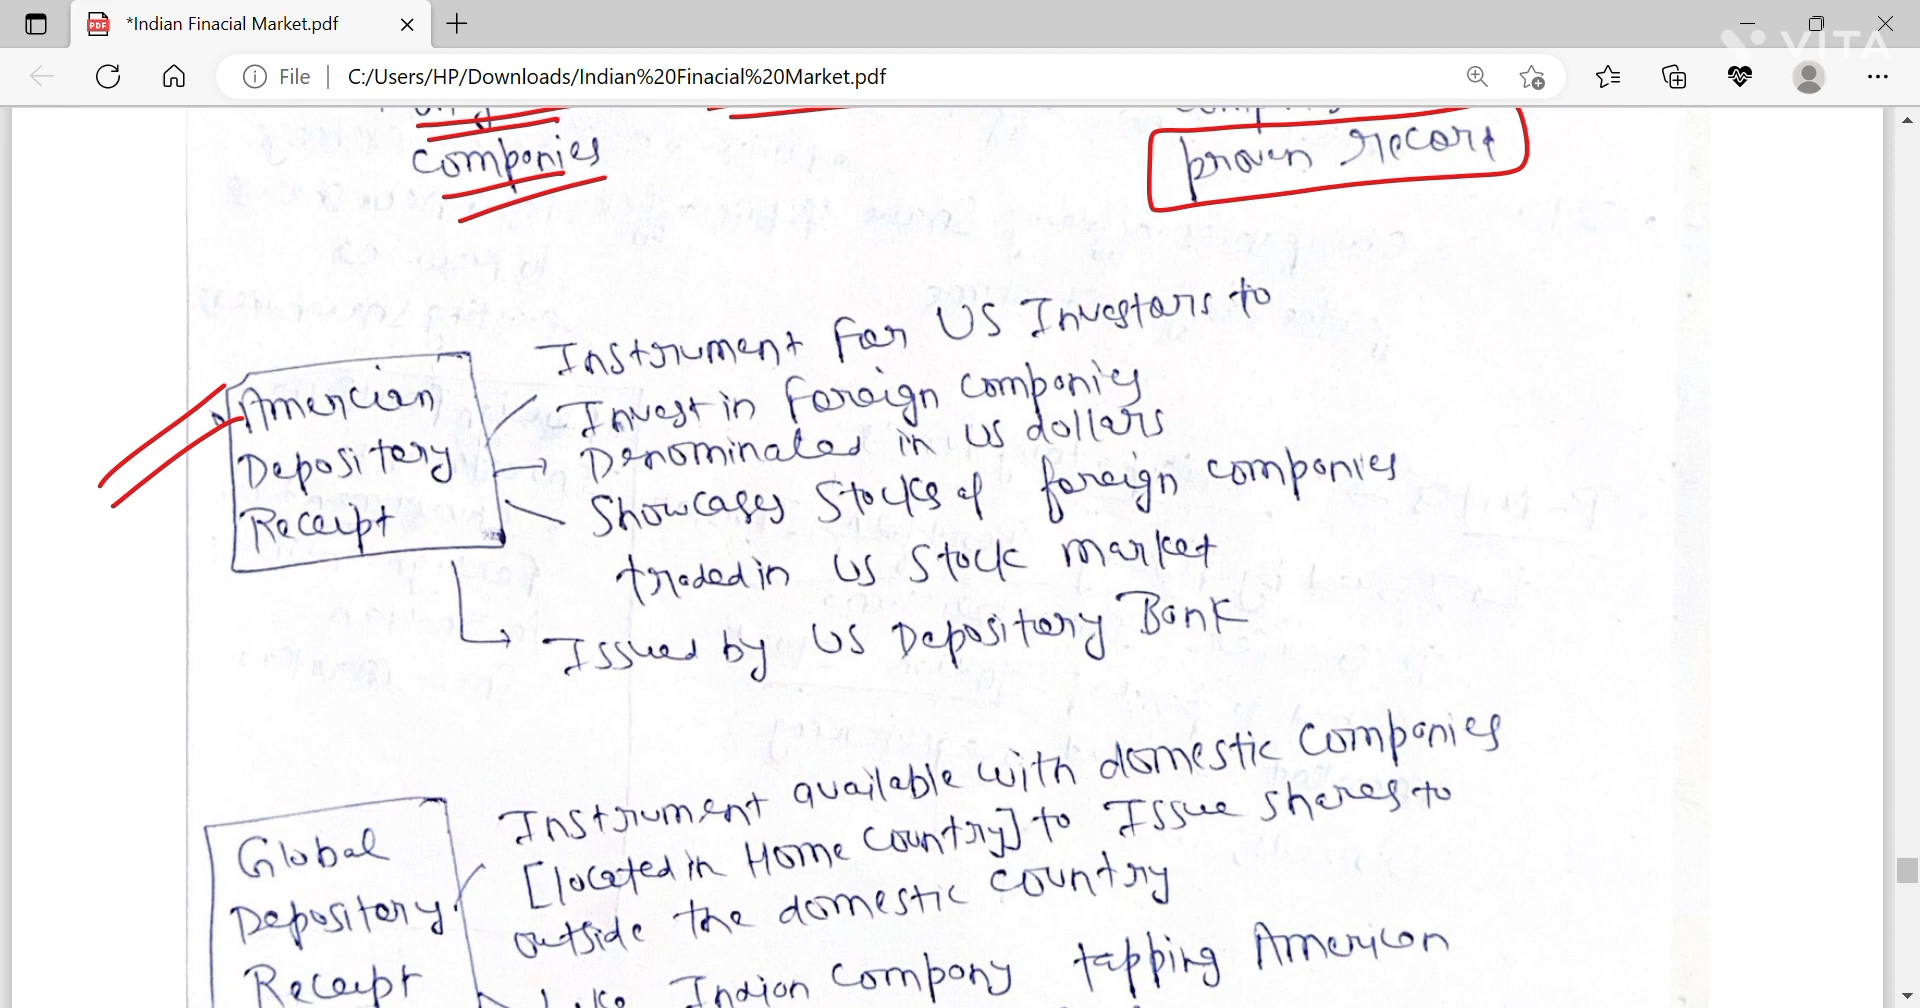 *Indian Finacial Market.pdf
VITA
File
C:/Users/HP/Downloads/Indian%20Finacial%20Market.pdf
companies
proven record
American
Depository
Receipt
Instrument For US Investors to
Invest in Foreign companies
Denominated in US dollars
Showcases Stocks of foreign companies
traded in US Stock market
Issued by US Depository Bank
Global
Depository
Receipt
Instrument available with domestic Companies
[located in Home Country] to Issue shares to
outside the domestic country
Like Indian Company tapping American